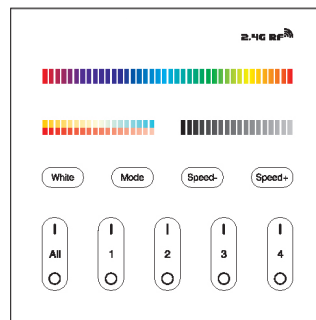 2.4G RF
White Mode Speed- Speed+
I I I I I
All 1 2 3 4
O O O O O